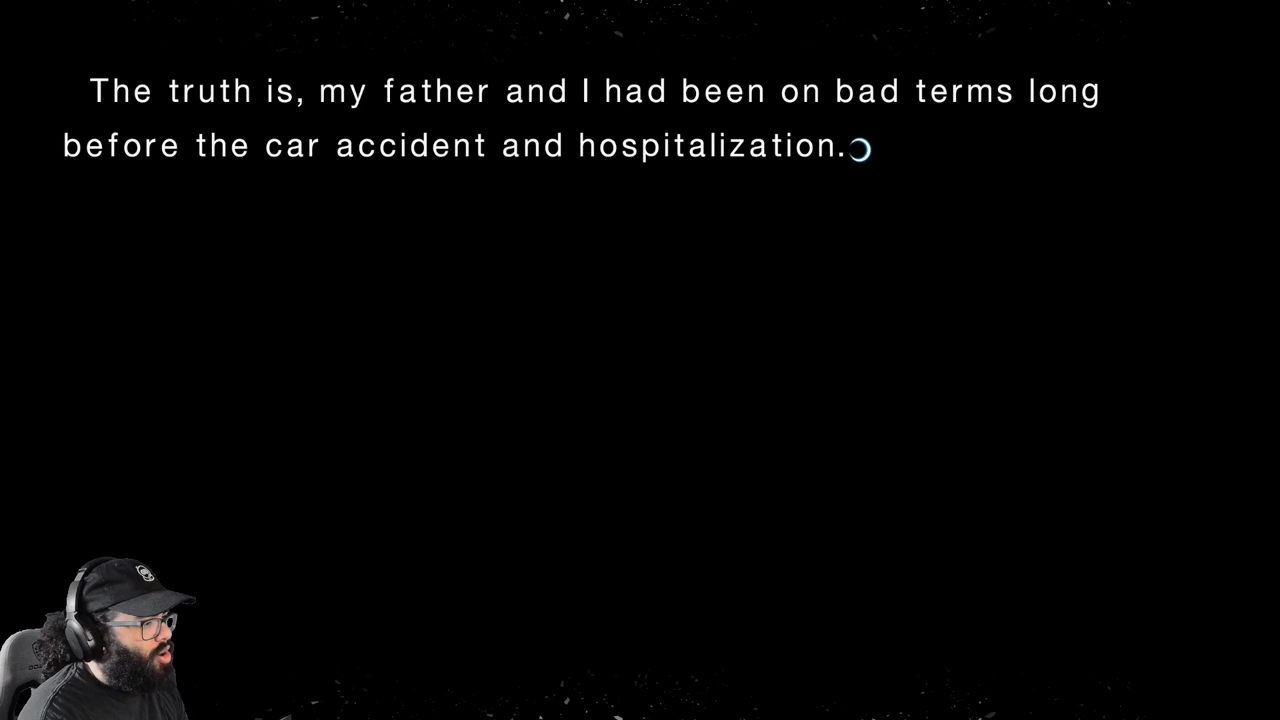 The truth is, my father and I had been on bad terms long
before the car accident and hospitalization.